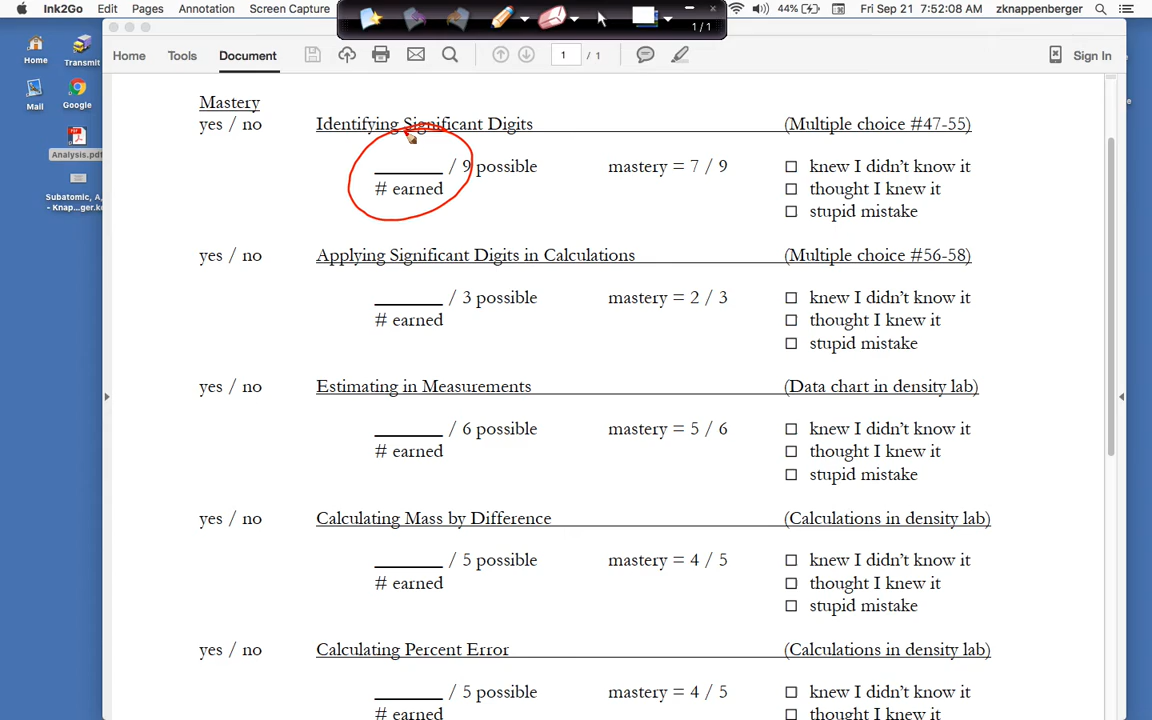 Ink2Go Edit Pages Annotation Screen Capture 44% Fri Sep 21 7:52:08 AM zknappenberger
1/1
Home Tools Document 1 / 1 Sign In
Home
Transmit
Mail
Google
Analysis.pdf
Subatomic, A,
- Knap...ger.k
Mastery
yes / no Identifying Significant Digits (Multiple choice #47-55)
/ 9 possible mastery = 7 / 9 knew I didn't know it
# earned thought I knew it
stupid mistake
yes / no Applying Significant Digits in Calculations (Multiple choice #56-58)
/ 3 possible mastery = 2 / 3 knew I didn't know it
# earned thought I knew it
stupid mistake
yes / no Estimating in Measurements (Data chart in density lab)
/ 6 possible mastery = 5 / 6 knew I didn't know it
# earned thought I knew it
stupid mistake
yes / no Calculating Mass by Difference (Calculations in density lab)
/ 5 possible mastery = 4 / 5 knew I didn't know it
# earned thought I knew it
stupid mistake
yes / no Calculating Percent Error (Calculations in density lab)
/ 5 possible mastery = 4 / 5 knew I didn't know it
# earned thought I knew it